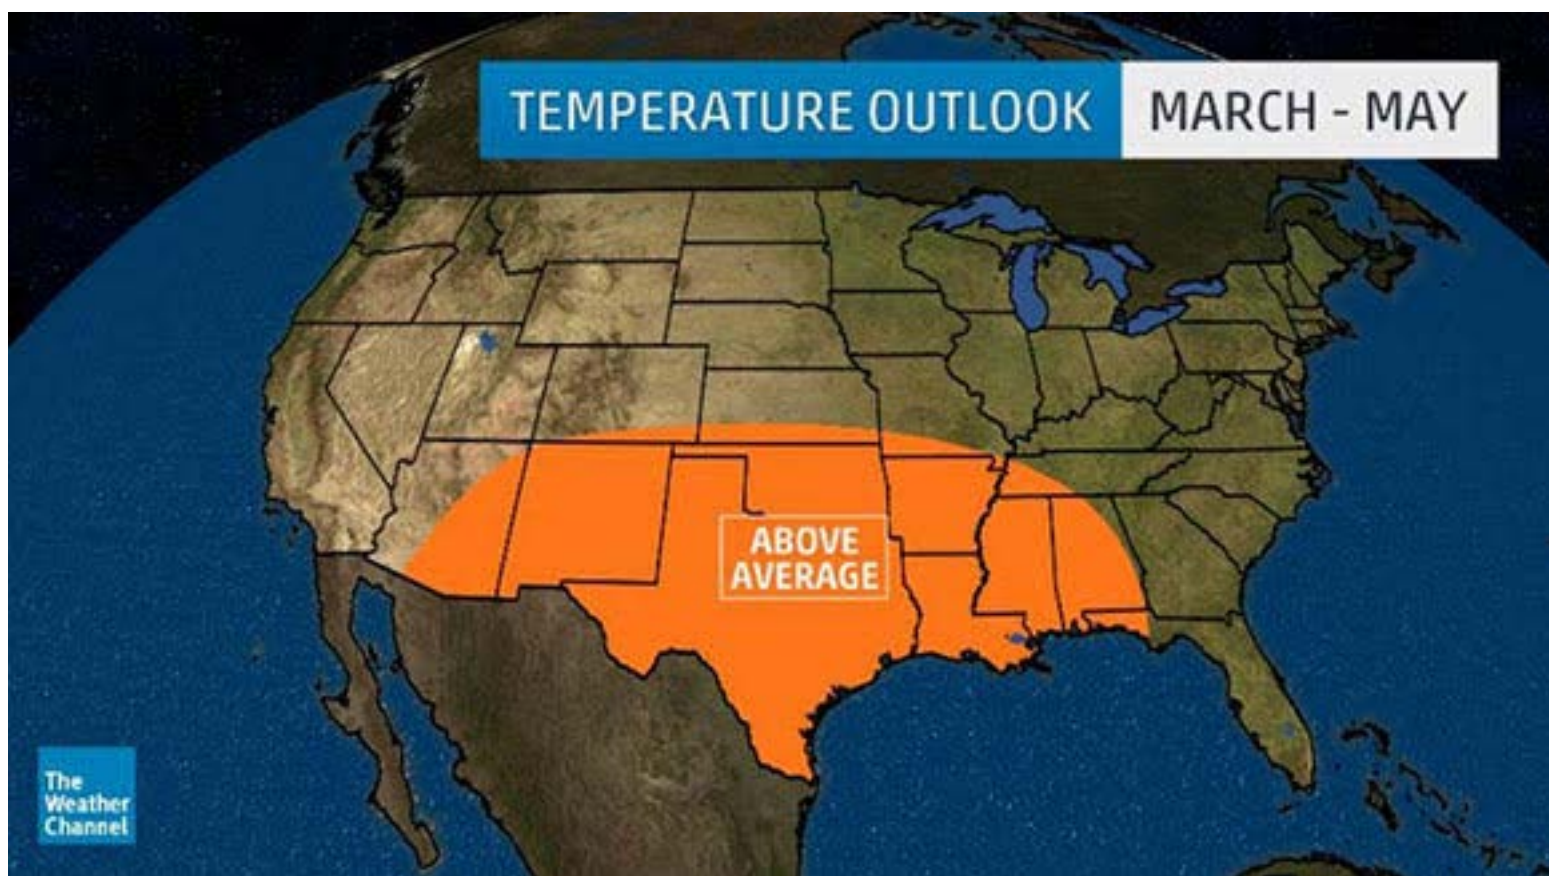 TEMPERATURE OUTLOOK MARCH - MAY
ABOVE
AVERAGE
The
Weather
Channel